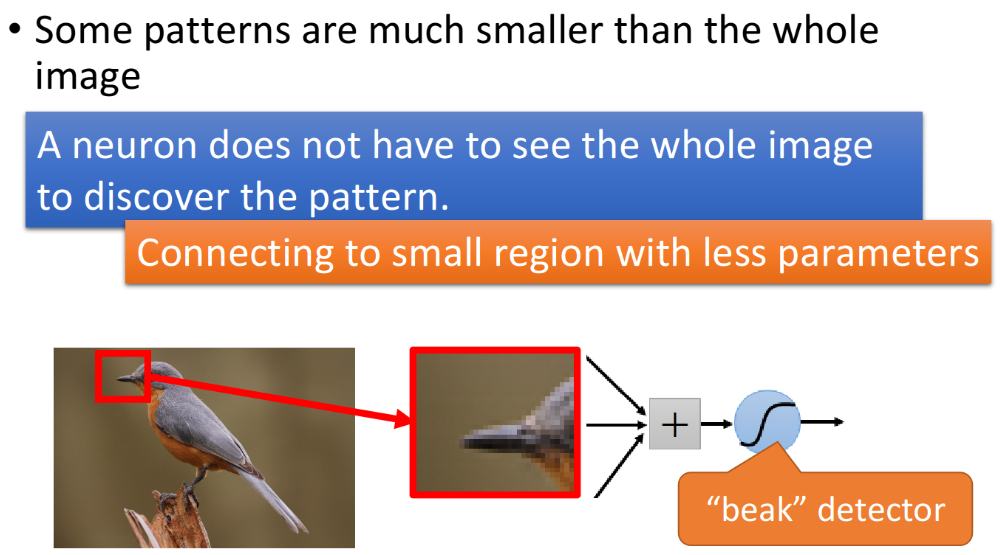 • Some patterns are much smaller than the whole
image
A neuron does not have to see the whole image
to discover the pattern.
Connecting to small region with less parameters
+
“beak” detector